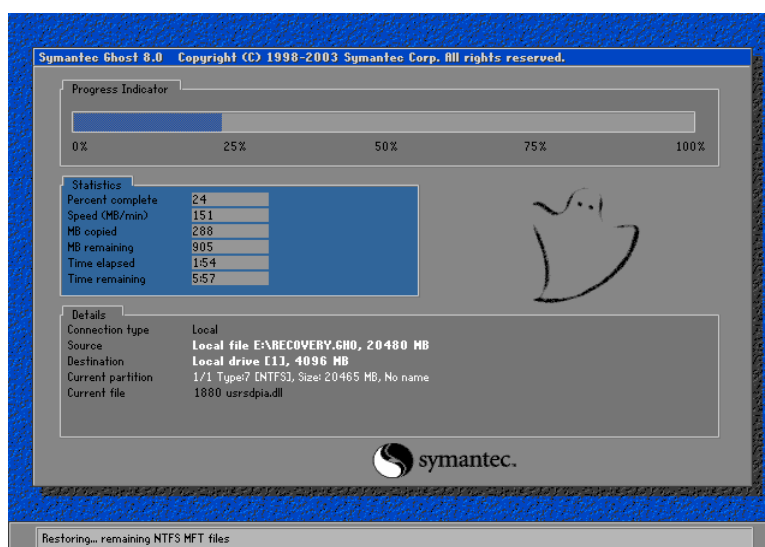 Symantec Ghost 8.0 Copyright (C) 1998-2003 Symantec Corp. All rights reserved.
Progress Indicator
0% 25% 50% 75% 100%
Statistics
Percent complete 24
Speed (MB/min) 151
MB copied 288
MB remaining 905
Time elapsed 1:54
Time remaining 5:57
Details
Connection type Local
Source Local file E:\RECOVERY.GHO, 20480 MB
Destination Local drive [1], 4096 MB
Current partition 1/1 Type:7 [NTFS], Size: 20465 MB, No name
Current file 1880 usrsdpia.dll
symantec.
Restoring... remaining NTFS MFT files